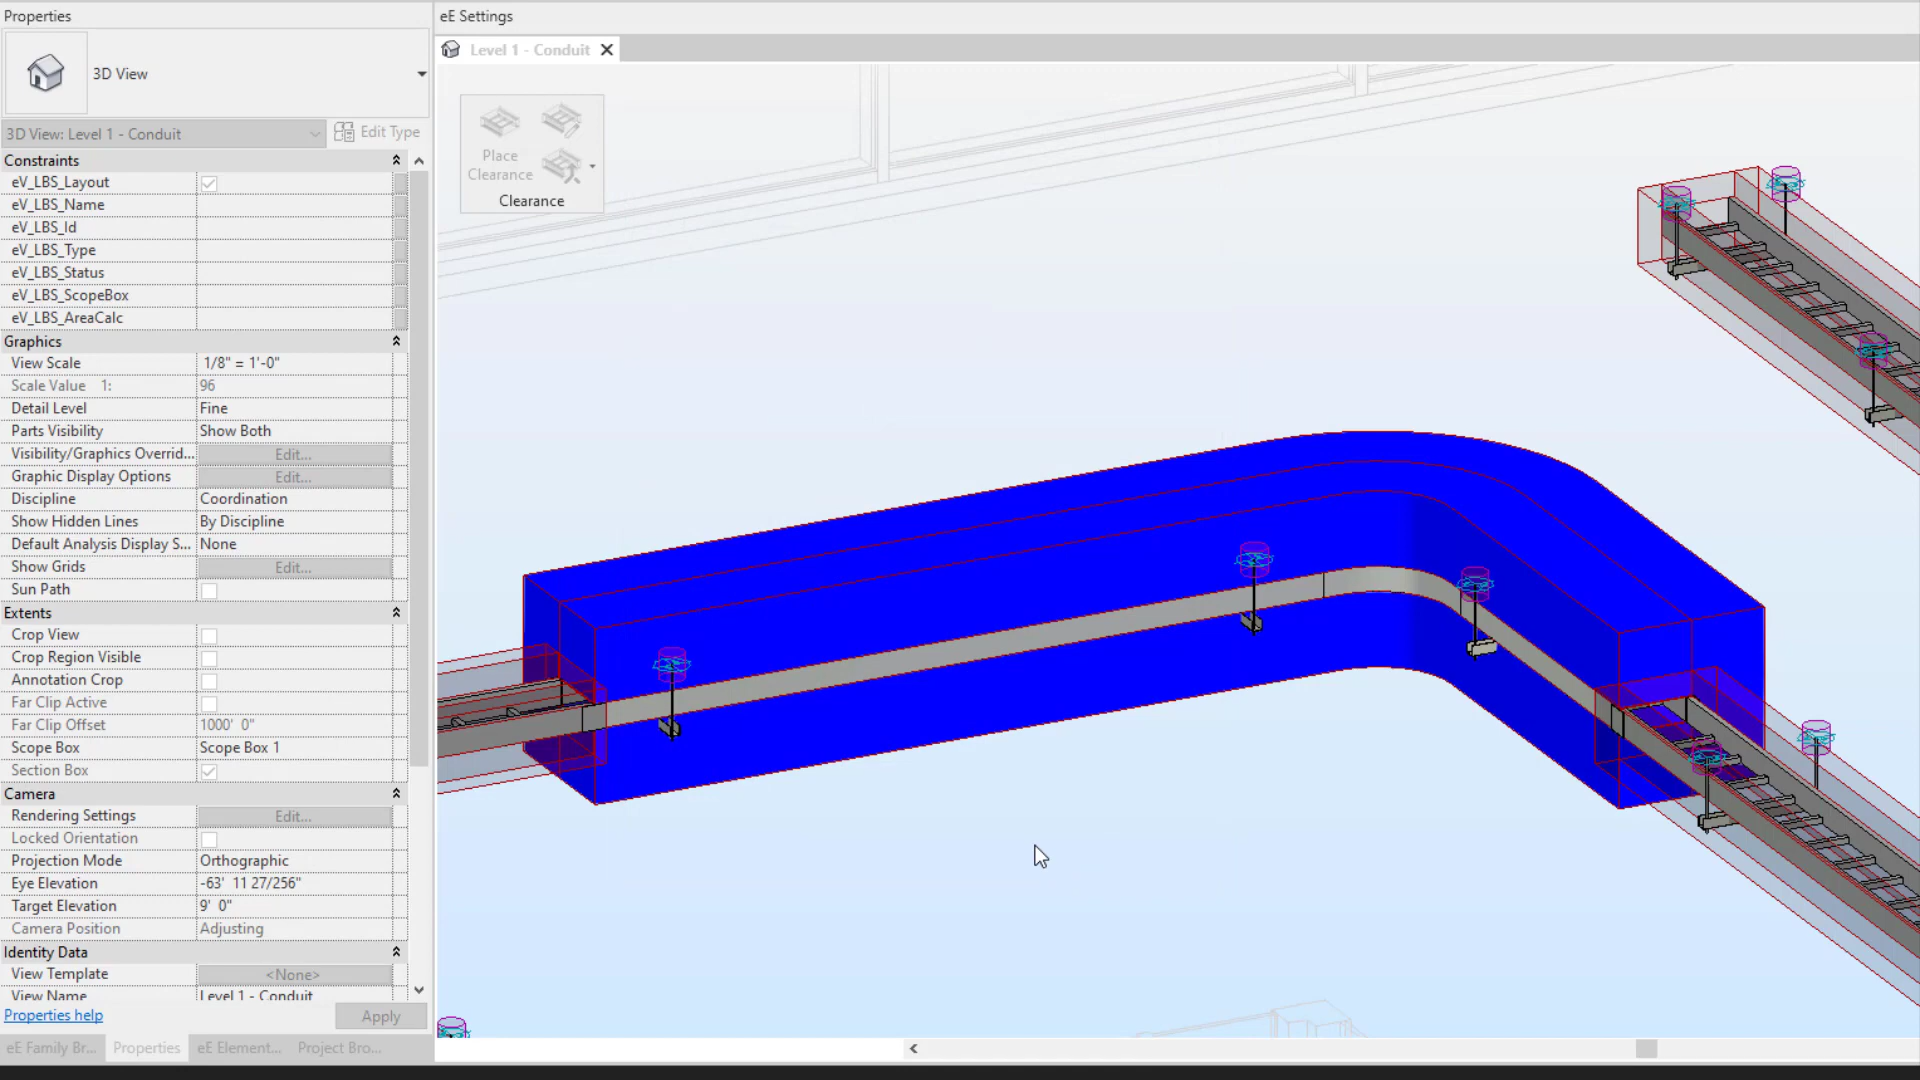 Properties
eE Settings
Level 1 - Conduit
3D View
3D View: Level 1 - Conduit
Edit Type
Place
Clearance
Clearance
Constraints
eV_LBS_Layout
eV_LBS_Name
eV_LBS_Id
eV_LBS_Type
eV_LBS_Status
eV_LBS_ScopeBox
eV_LBS_AreaCalc
Graphics
View Scale 1/8" = 1'-0"
Scale Value 1: 96
Detail Level Fine
Parts Visibility Show Both
Visibility/Graphics Overrid... Edit...
Graphic Display Options Edit...
Discipline Coordination
Show Hidden Lines By Discipline
Default Analysis Display S... None
Show Grids Edit...
Sun Path
Extents
Crop View
Crop Region Visible
Annotation Crop
Far Clip Active
Far Clip Offset 1000' 0"
Scope Box Scope Box 1
Section Box
Camera
Rendering Settings Edit...
Locked Orientation
Projection Mode Orthographic
Eye Elevation -63' 11 27/256"
Target Elevation 9' 0"
Camera Position Adjusting
Identity Data
View Template <None>
View Name Level 1 - Conduit
Properties help Apply
eE Family Br... Properties eE Element... Project Bro...